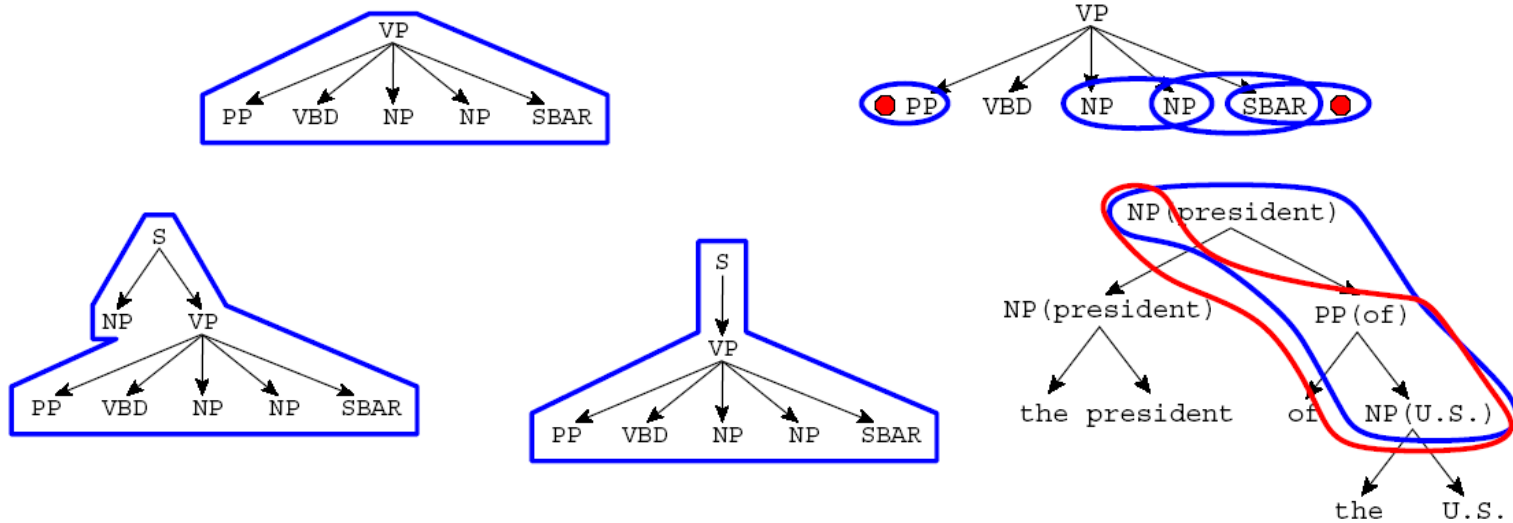 VP
PP VBD NP NP SBAR
VP
PP VBD NP NP SBAR
S
NP VP
PP VBD NP NP SBAR
S
VP
PP VBD NP NP SBAR
NP(president)
NP(president) PP(of)
the president of NP(U.S.)
the U.S.